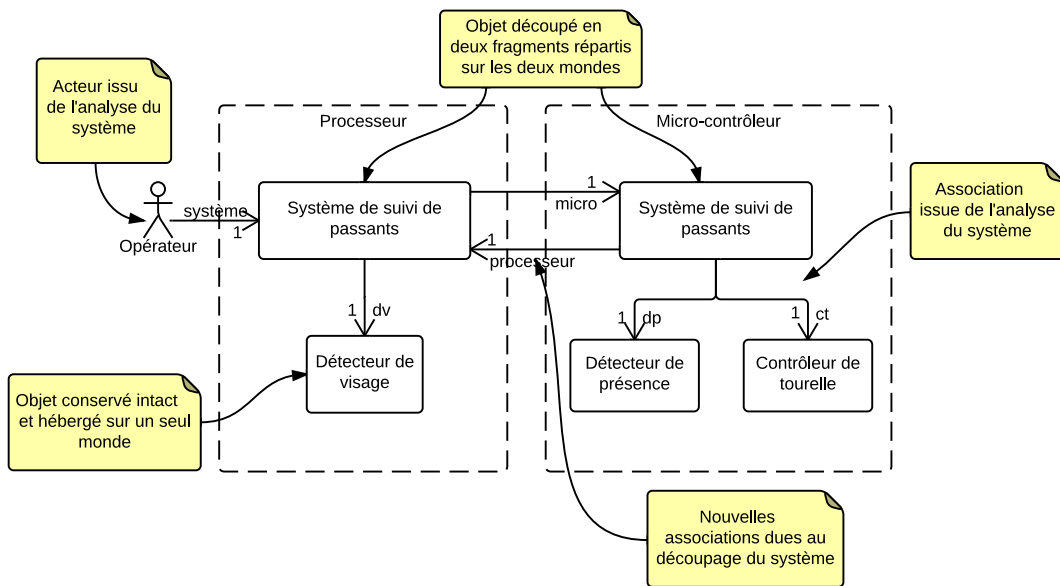 Objet découpé en
deux fragments répartis
sur les deux mondes
Acteur issu
de l'analyse du
système
Processeur
Micro-contrôleur
Association
issue de l'analyse
du système
Opérateur
système
1
Système de suivi de
passants
1
micro
1
processeur
Système de suivi de
passants
1 dv
1 dp
1 ct
Détecteur de
visage
Détecteur de
présence
Contrôleur de
tourelle
Objet conservé intact
et hébergé sur un seul
monde
Nouvelles
associations dues au
découpage du système